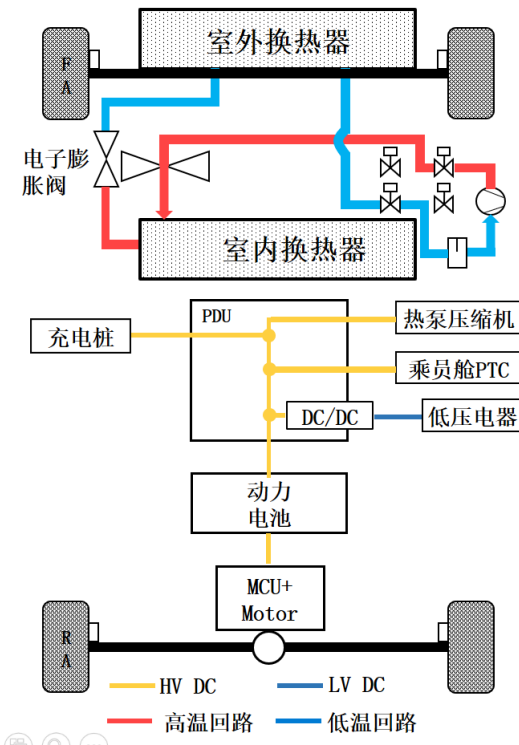 室外换热器
F
A
电子膨
胀阀
室内换热器
PDU
充电桩
热泵压缩机
乘员舱PTC
DC/DC
低压电器
动力
电池
MCU+
Motor
R
A
HV DC
LV DC
高温回路
低温回路